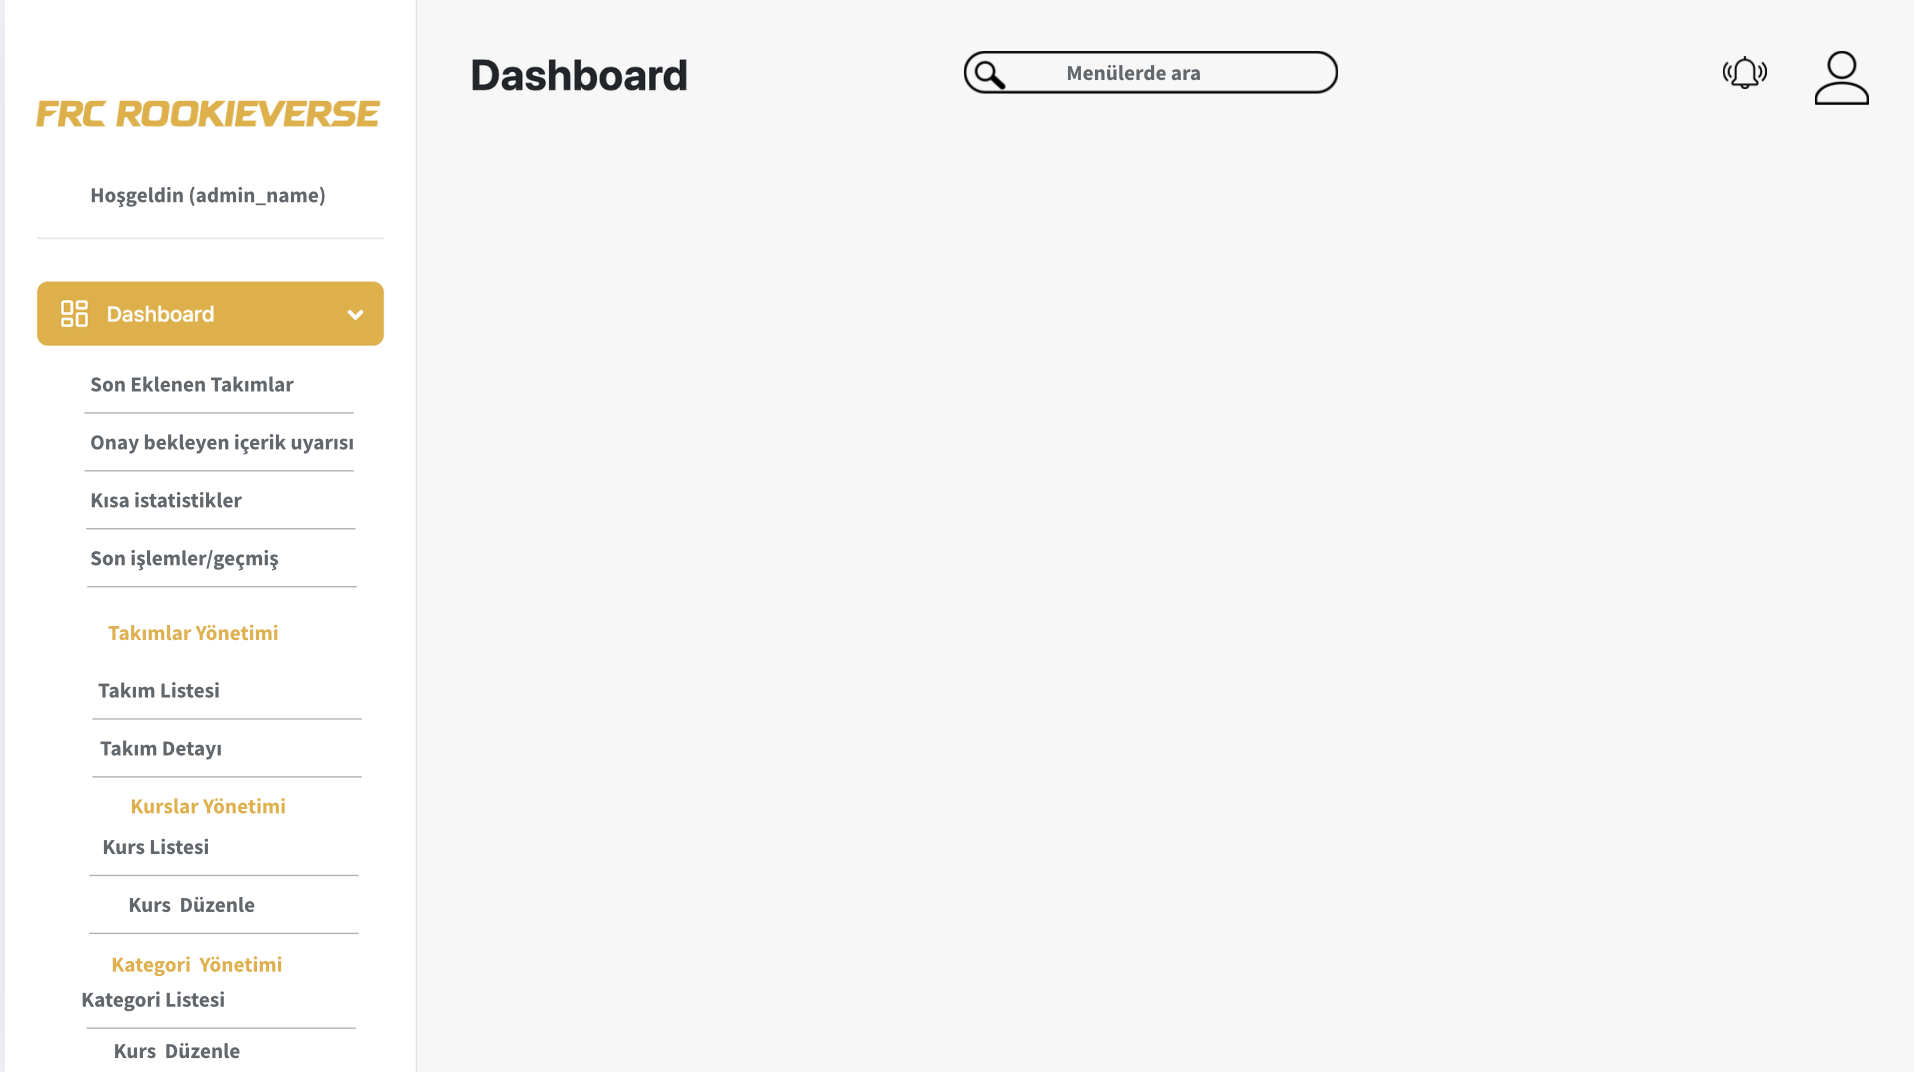 FRC ROOKIEVERSE
Hoşgeldin (admin_name)
Dashboard
Son Eklenen Takımlar
Onay bekleyen içerik uyarısı
Kısa istatistikler
Son işlemler/geçmiş
Takımlar Yönetimi
Takım Listesi
Takım Detayı
Kurslar Yönetimi
Kurs Listesi
Kurs  Düzenle
Kategori  Yönetimi
Kategori Listesi
Kurs  Düzenle
Dashboard
Menülerde ara